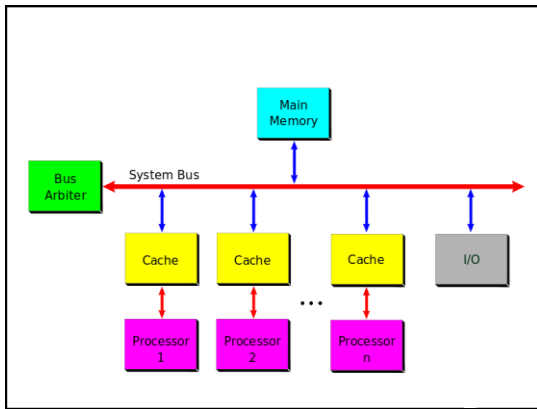 Main
Memory
System Bus
Bus
Arbiter
Cache
Cache
Cache
I/O
...
Processor
1
Processor
2
Processor
n